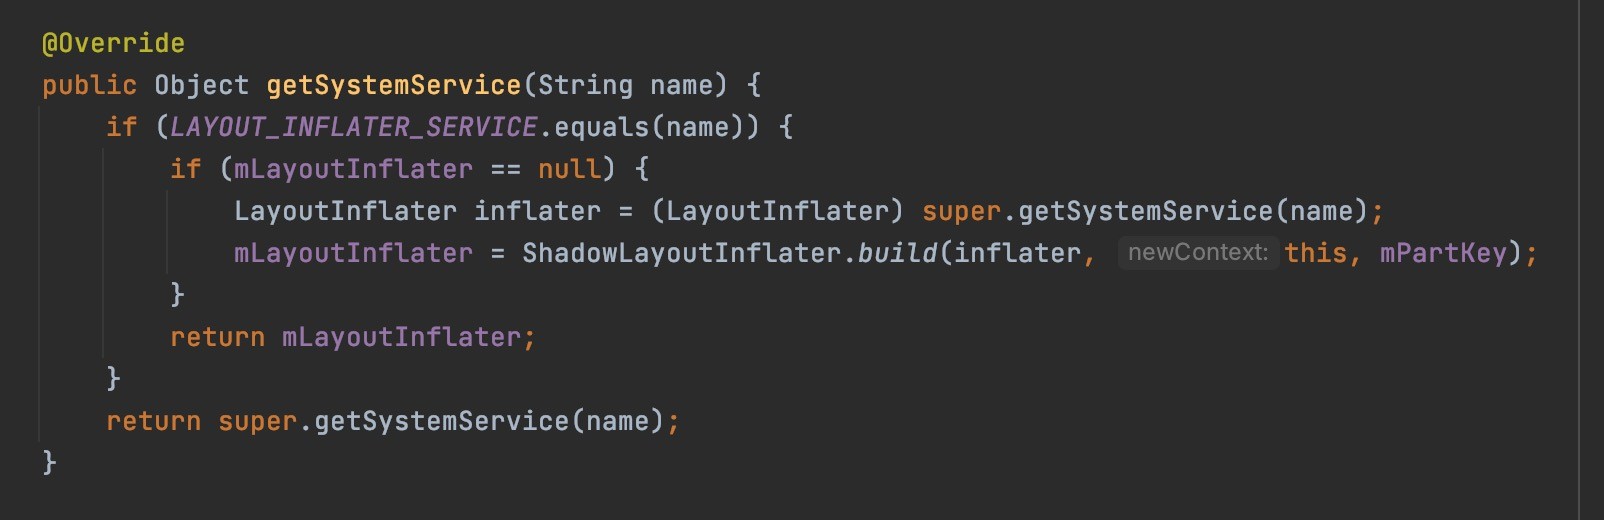 @Override
public Object getSystemService(String name) {
if (LAYOUT_INFLATER_SERVICE.equals(name)) {
if (mLayoutInflater == null) {
LayoutInflater inflater = (LayoutInflater) super.getSystemService(name);
mLayoutInflater = ShadowLayoutInflater.build(inflater, newContext: this, mPartKey);
}
return mLayoutInflater;
}
return super.getSystemService(name);
}